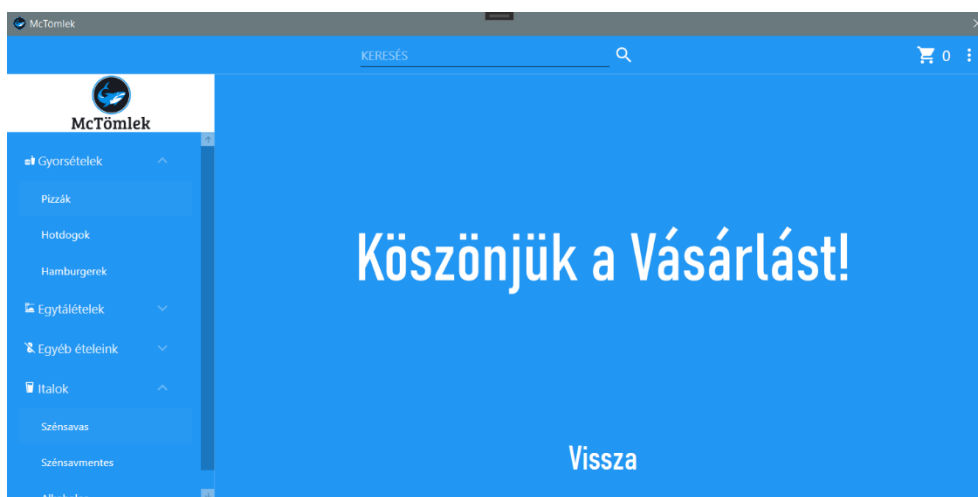 McTömlek
KERESÉS
0
McTömlek
Gyorsételek
Pizzák
Hotdogok
Hamburgerek
Egytálételek
Egyéb ételeink
Italok
Szénsavas
Szénsavmentes
Köszönjük a Vásárlást!
Vissza